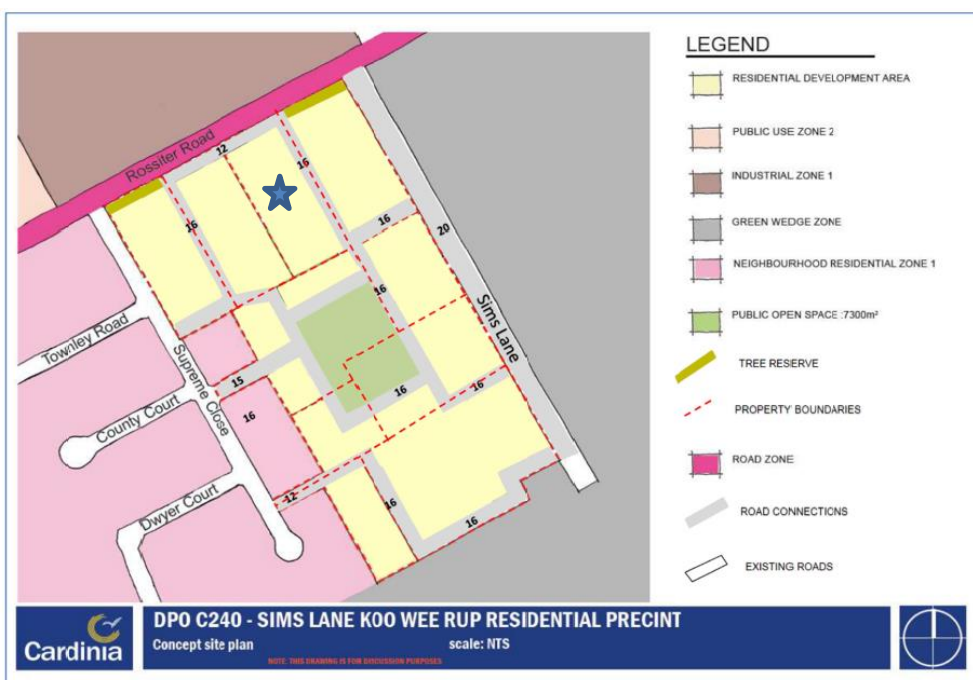 LEGEND
RESIDENTIAL DEVELOPMENT AREA
PUBLIC USE ZONE 2
INDUSTRIAL ZONE 1
GREEN WEDGE ZONE
NEIGHBOURHOOD RESIDENTIAL ZONE 1
PUBLIC OPEN SPACE :7300m²
TREE RESERVE
PROPERTY BOUNDARIES
ROAD ZONE
ROAD CONNECTIONS
EXISTING ROADS
Rossiter Road
12
16
16
16
20
16
Sims Lane
Townley Road
Supreme Close
15
16
16
16
County Court
Dwyer Court
12
16
16
Cardinia
DPO C240 - SIMS LANE KOO WEE RUP RESIDENTIAL PRECINT
Concept site plan
scale: NTS
NOTE: THIS DRAWING IS FOR DISCUSSION PURPOSES